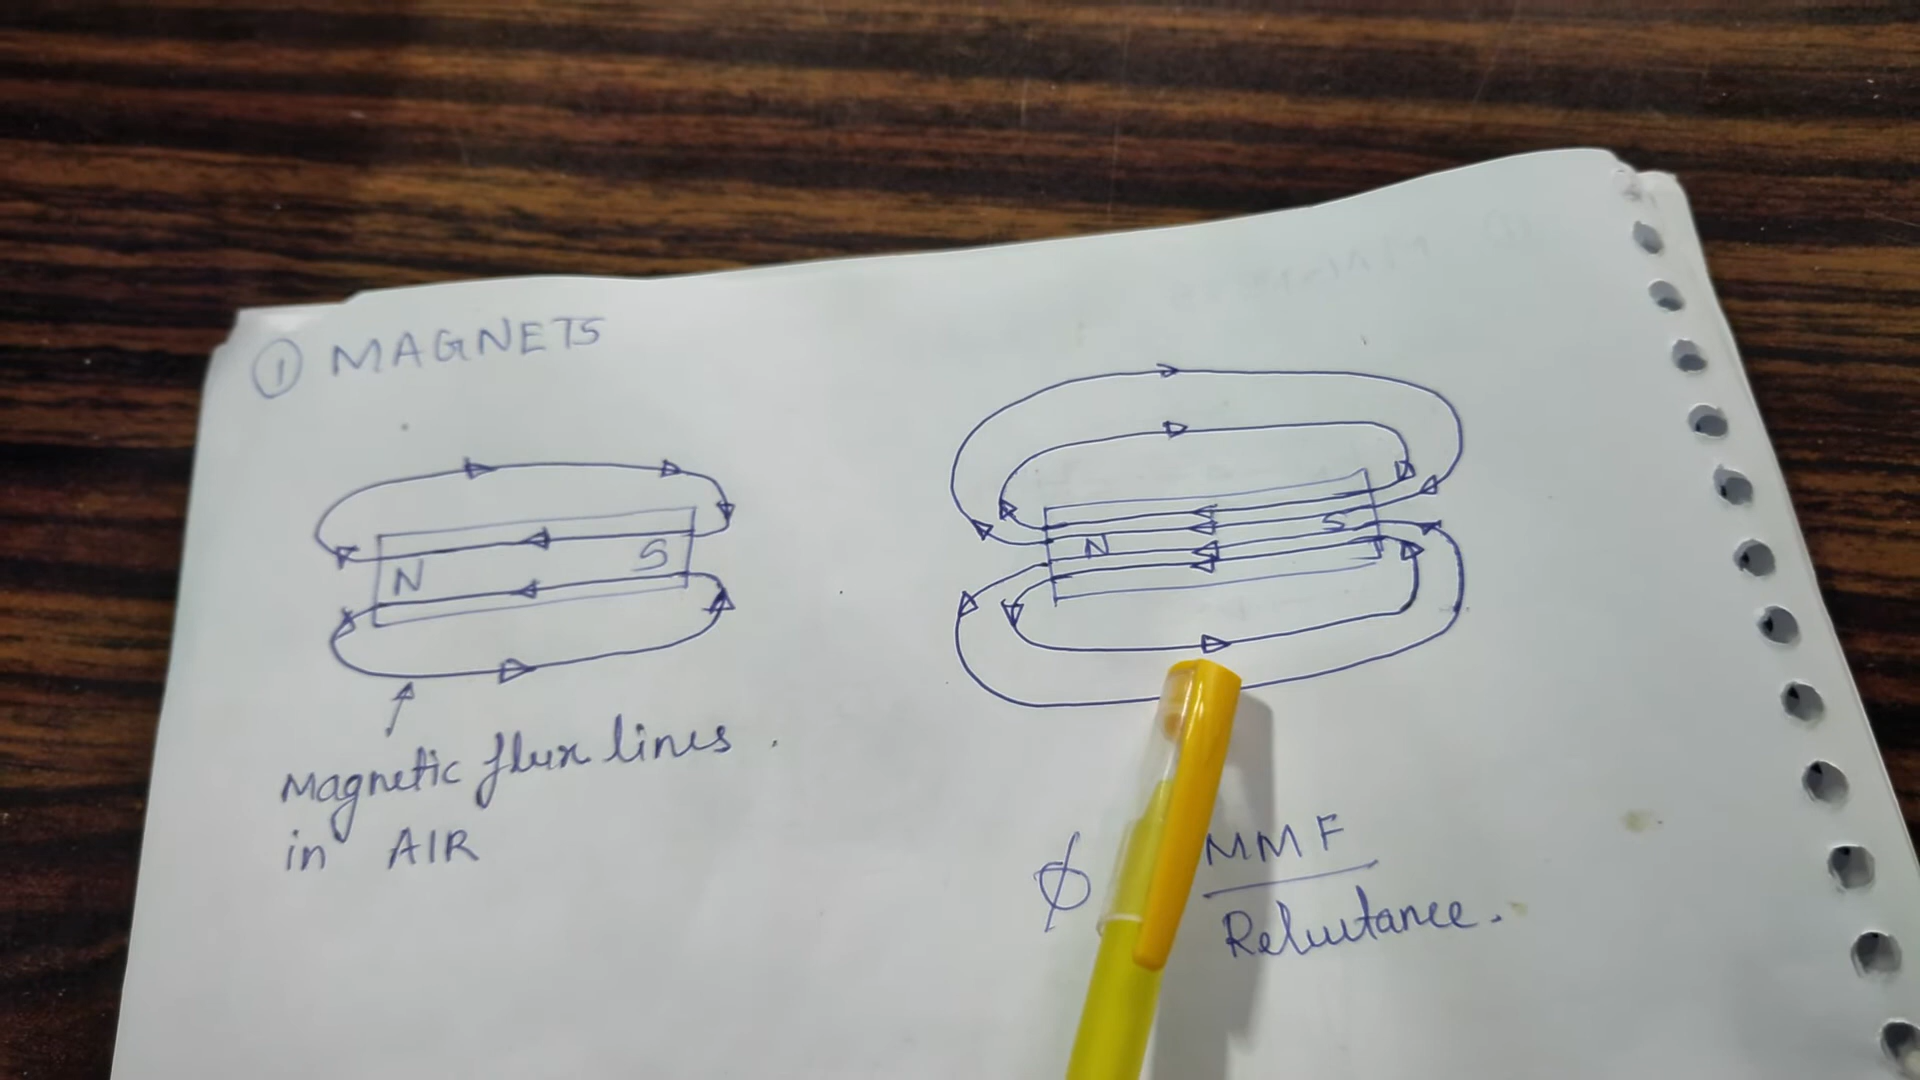 ① MAGNETS
N S
N S
Magnetic flux lines
in AIR
ϕ MMF
Reluctance.